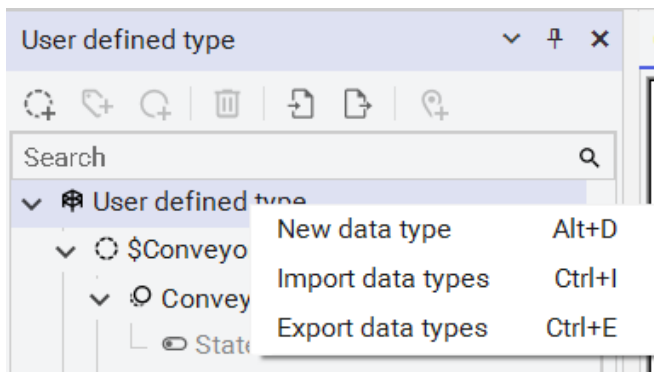 User defined type
Search
User defined type
New data type Alt+D
$Conveyo
Import data types Ctrl+I
Convey
Export data types Ctrl+E
State